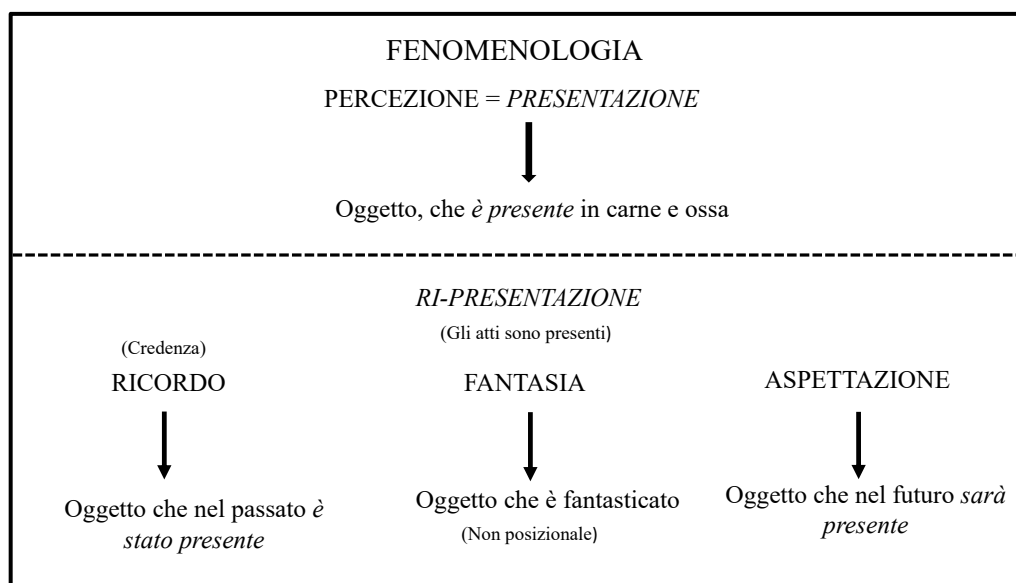 FENOMENOLOGIA
PERCEZIONE = PRESENTAZIONE
Oggetto, che è presente in carne e ossa
RI-PRESENTAZIONE
(Gli atti sono presenti)
(Credenza)
RICORDO
FANTASIA
ASPETTAZIONE
Oggetto che nel passato è
stato presente
Oggetto che è fantasticato
(Non posizionale)
Oggetto che nel futuro sarà
presente